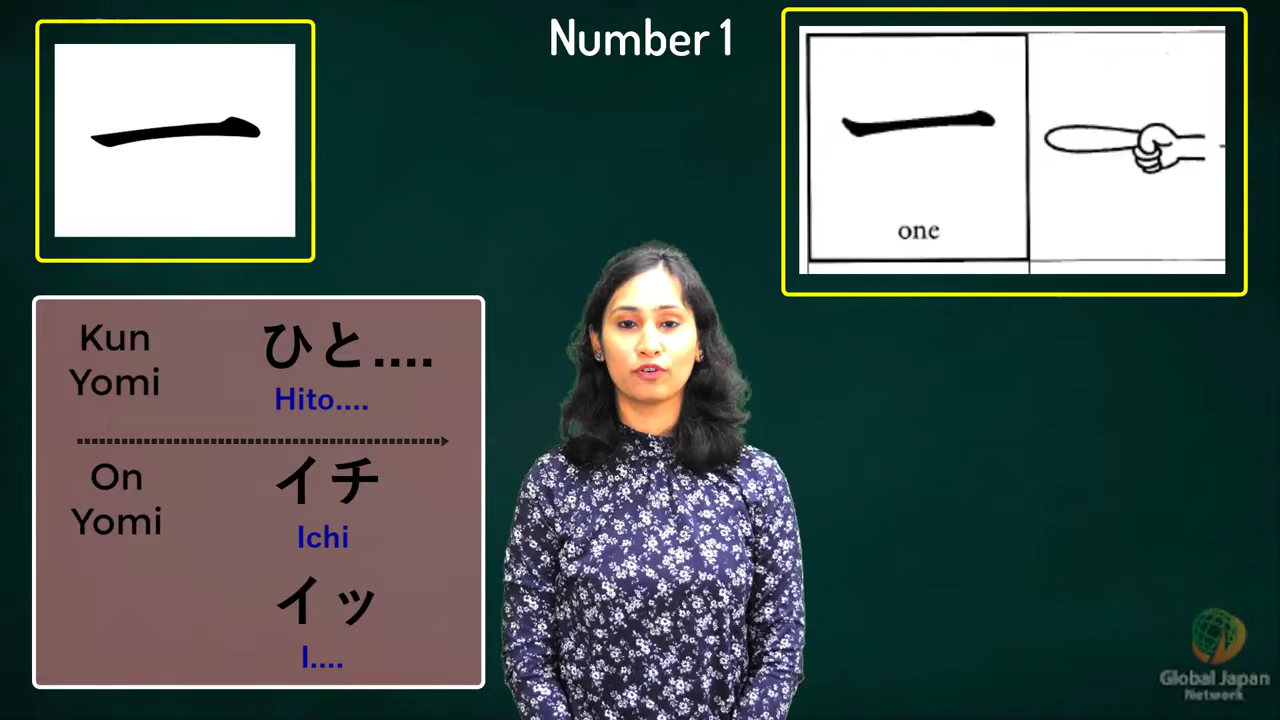 Number 1
一
一
one
Kun
Yomi
ひと....
Hito....
On
Yomi
イチ
Ichi
イッ
I....
Global Japan
Network